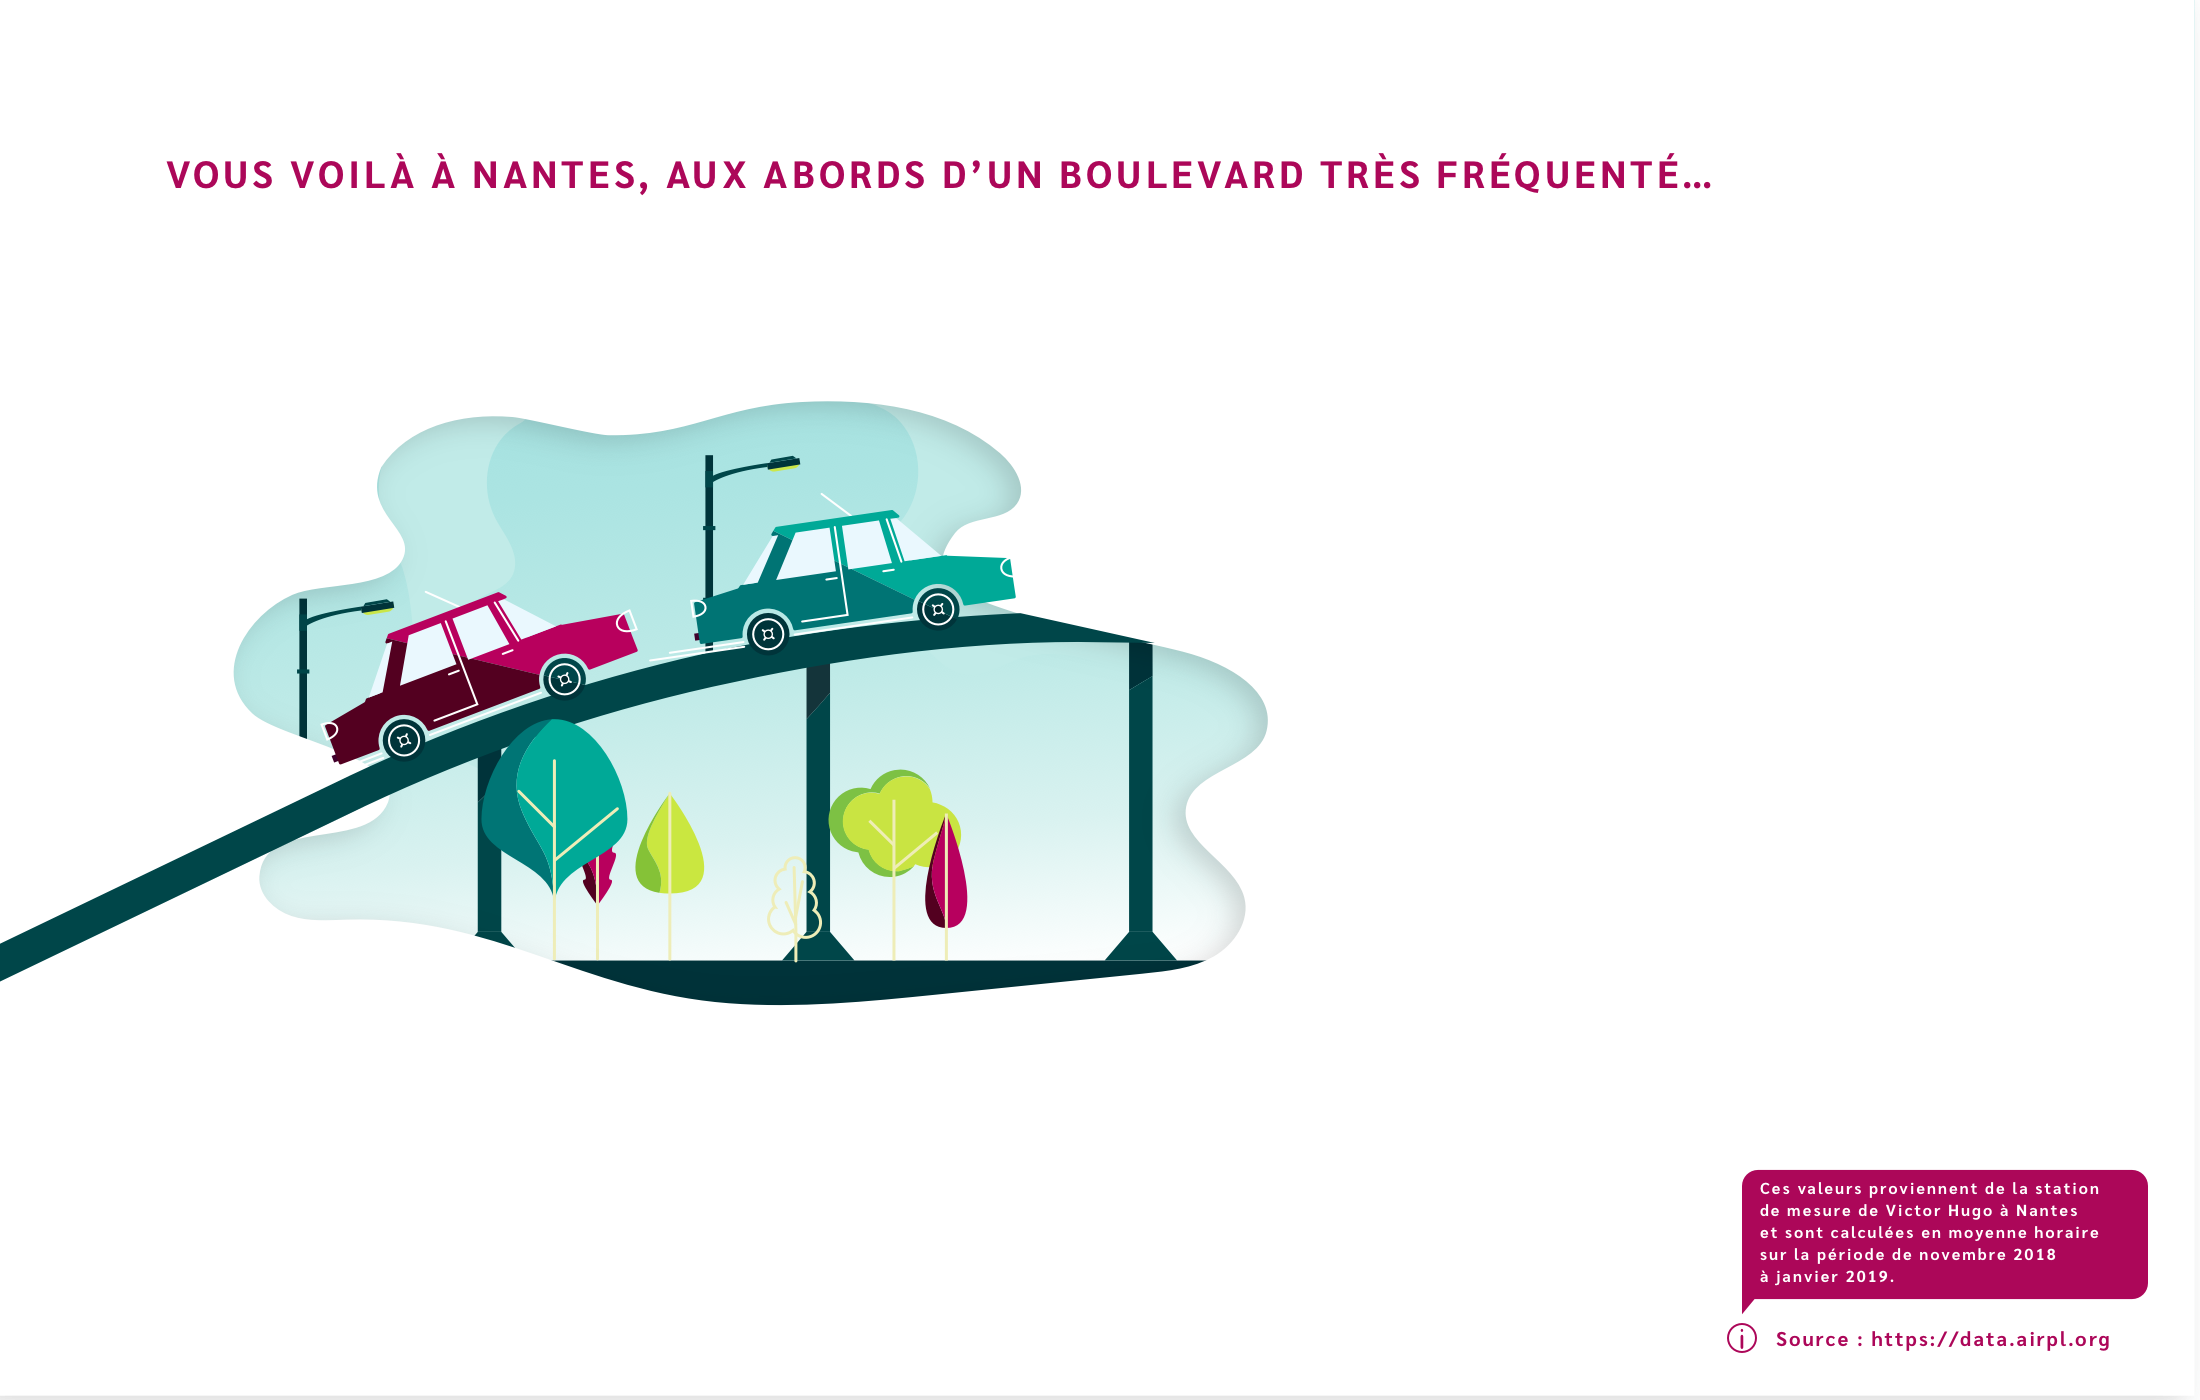 VOUS VOILÀ À NANTES, AUX ABORDS D’UN BOULEVARD TRÈS FRÉQUENTÉ…
Ces valeurs proviennent de la station
de mesure de Victor Hugo à Nantes
et sont calculées en moyenne horaire
sur la période de novembre 2018
à janvier 2019.
Source : https://data.airpl.org